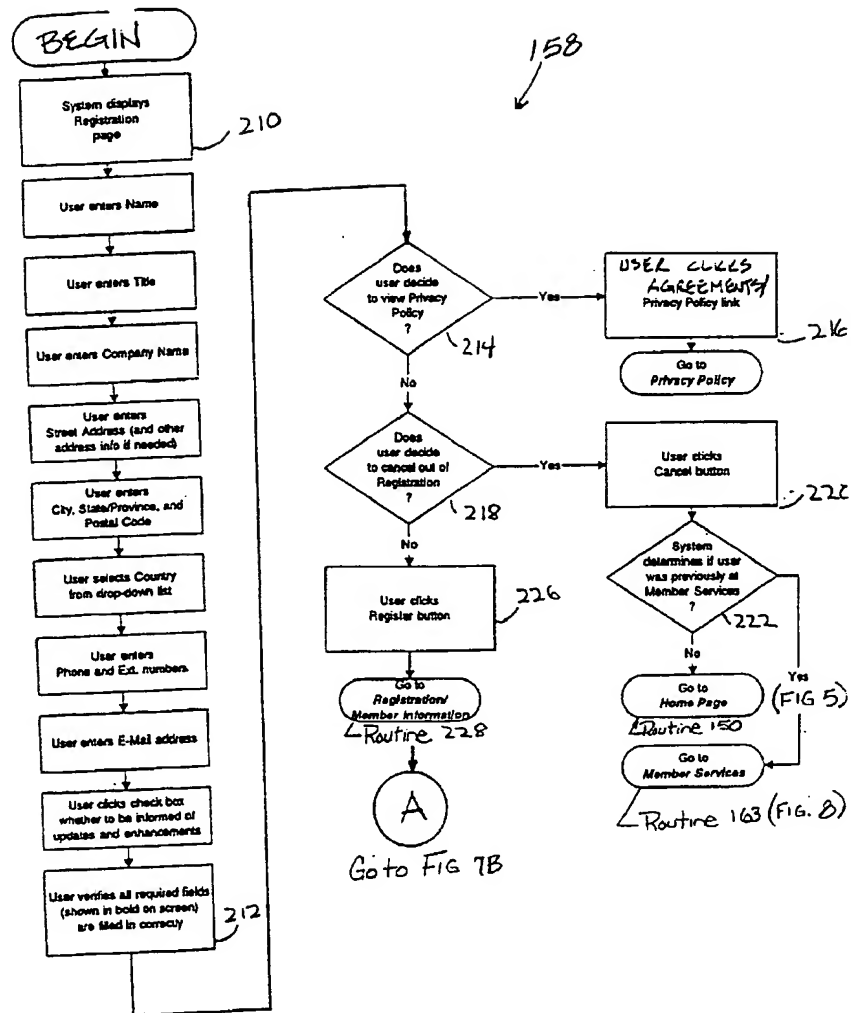 BEGIN
158
System displays
Registration
page
210
User enters Name
User enters Title
User enters Company Name
User enters
Street Address (and other
address info if needed)
User enters
City, State/Province, and
Postal Code
User selects Country
from drop-down list
User enters
Phone and Ext. numbers.
User enters E-Mail address
User clicks check box
whether to be informed of
updates and enhancements
User verifies all required fields
(shown in bold on screen)
are filled in correctly
212
Does
user decide
to view Privacy
Policy
?
214
Yes
USER CLICKS
AGREEMENTS/
Privacy Policy link
216
Go to
Privacy Policy
No
Does
user decide
to cancel out of
Registration
?
218
Yes
User clicks
Cancel button
220
No
User clicks
Register button
226
System
determines if user
was previously at
Member Services
?
222
No
Yes
(FIG 5)
Go to
Registration/
Member Information
Routine 228
Go to
Home Page
Routine 150
Go to
Member Services
Routine 163 (FIG. 8)
A
Go to FIG 7B